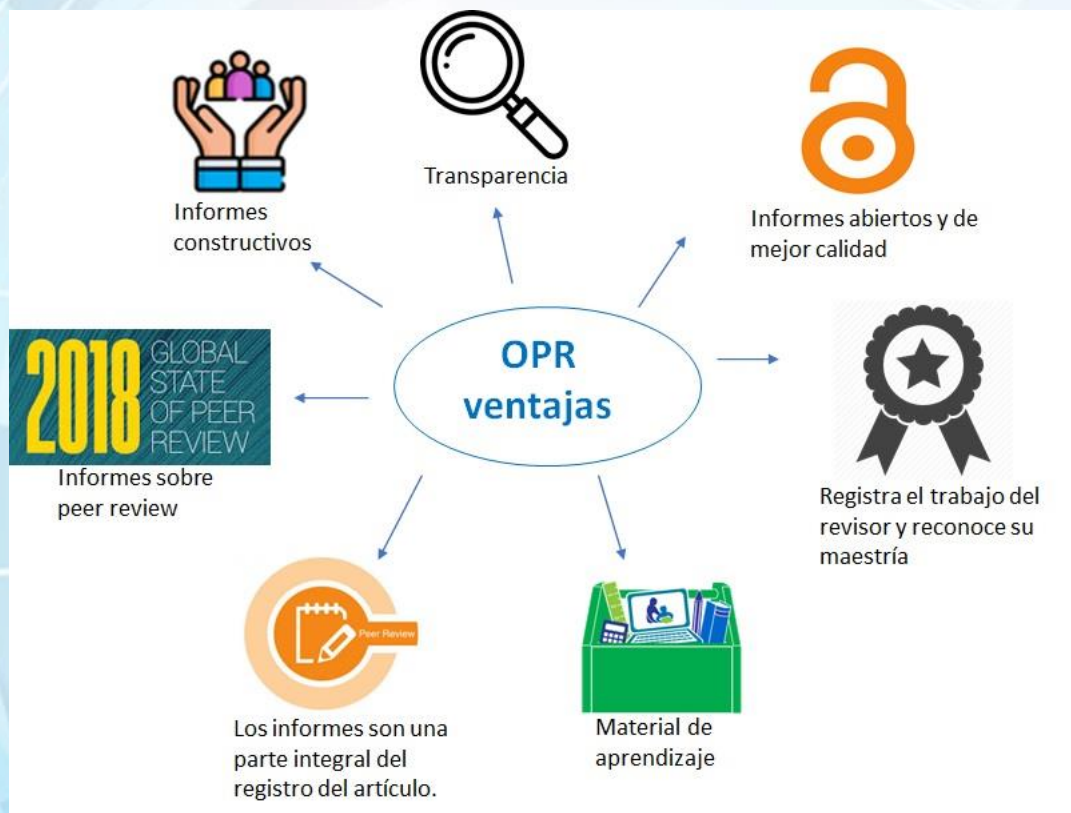 Transparencia
Informes
constructivos
Informes abiertos y de
mejor calidad
OPR
ventajas
2018 GLOBAL
STATE
OF PEER
REVIEW
Informes sobre
peer review
Registra el trabajo del
revisor y reconoce su
maestría
Peer Review
Los informes son una
parte integral del
registro del artículo.
Material de
aprendizaje